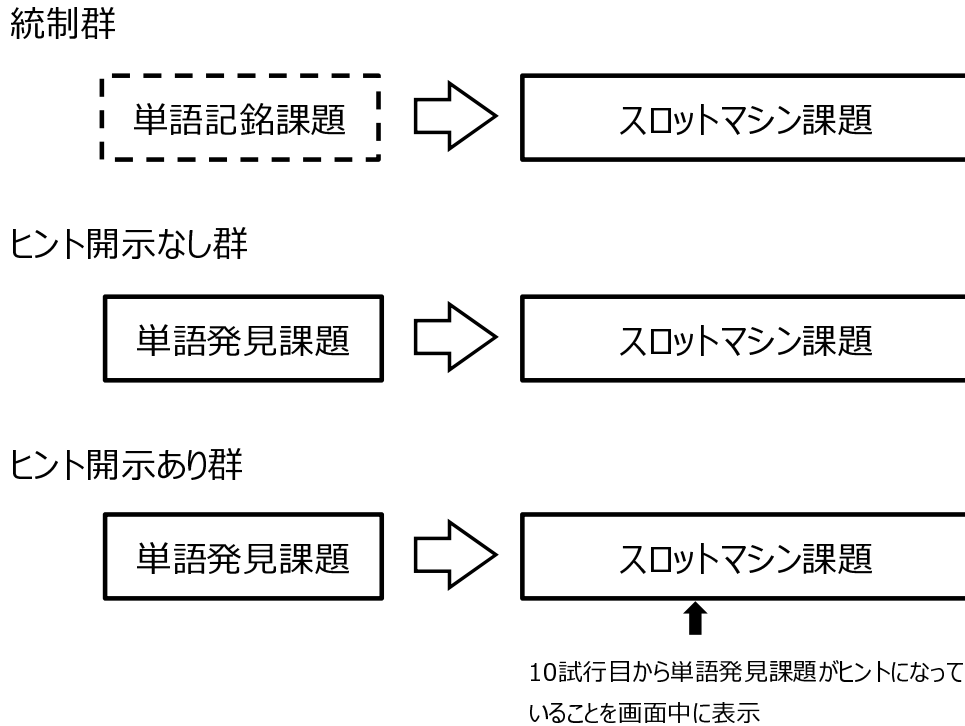 統制群
単語記銘課題
スロットマシン課題
ヒント開示なし群
単語発見課題
スロットマシン課題
ヒント開示あり群
単語発見課題
スロットマシン課題
10試行目から単語発見課題がヒントになって
いることを画面中に表示